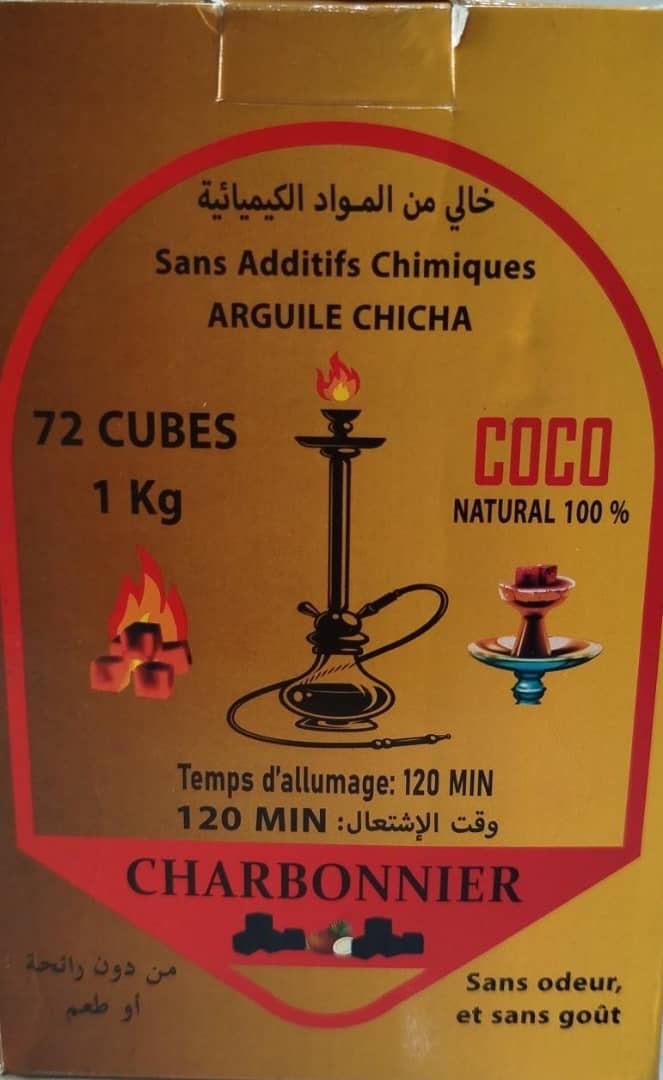 خالي من المواد الكيميائية
Sans Additifs Chimiques
ARGUILE CHICHA
72 CUBES
1 Kg
COCO
NATURAL 100 %
Temps d'allumage: 120 MIN
وقت الإشتعال: 120 MIN
CHARBONNIER
من دون رائحة
أو طعم
Sans odeur,
et sans goût